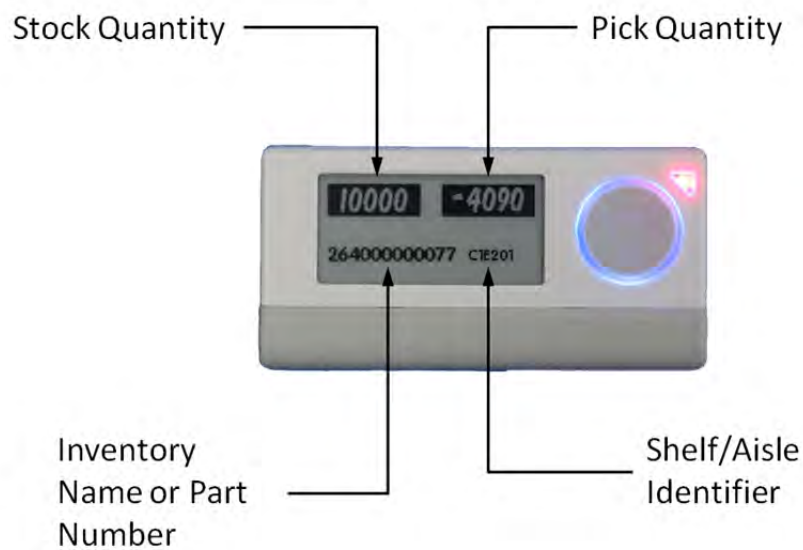 Stock Quantity
Pick Quantity
10000 -4090
264000000077 C1E201
Inventory
Name or Part
Number
Shelf/Aisle
Identifier